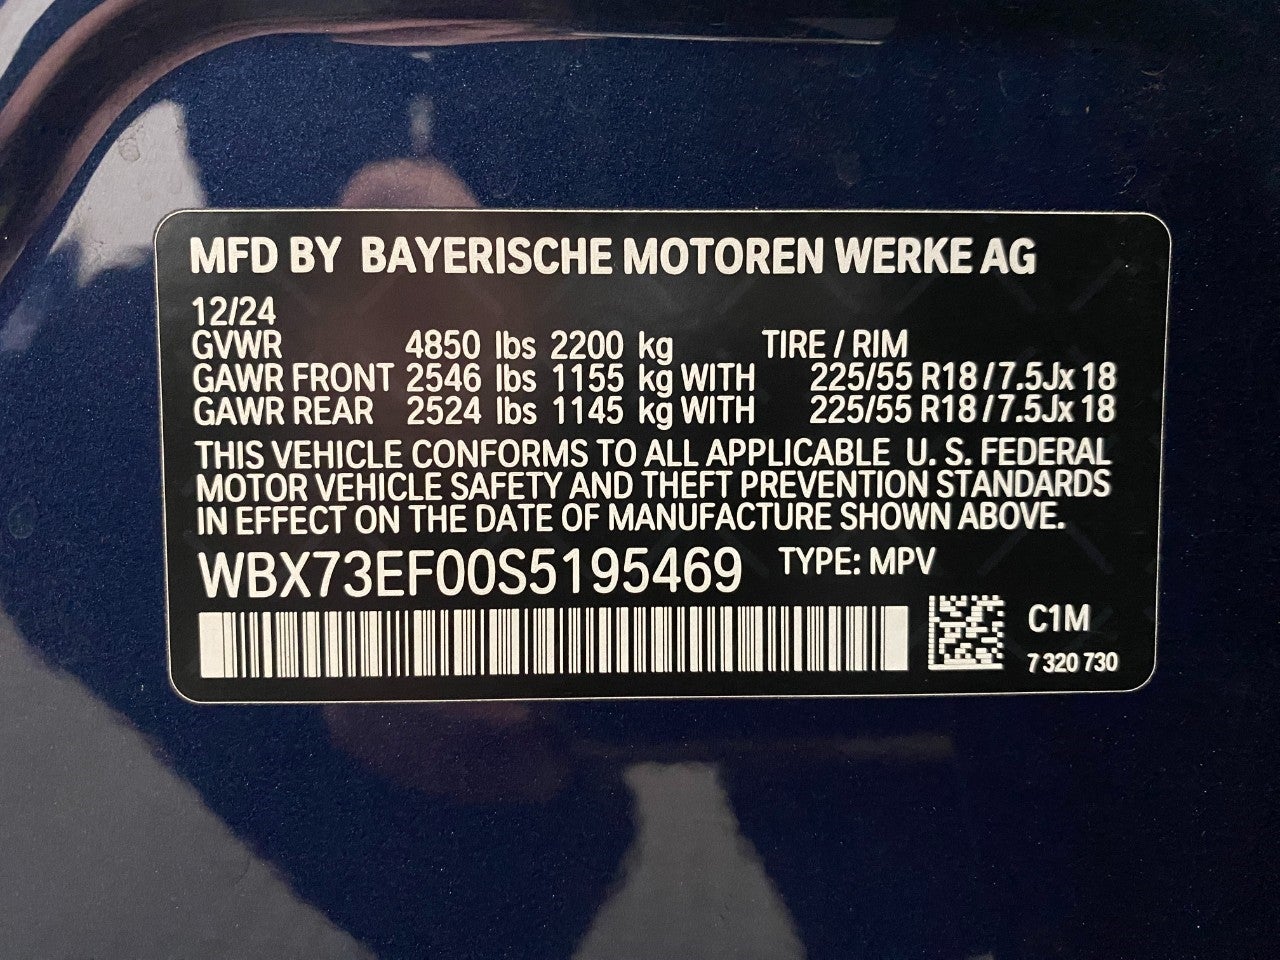 MFD BY BAYERISCHE MOTOREN WERKE AG
12/24
GVWR 4850 lbs 2200 kg TIRE / RIM
GAWR FRONT 2546 lbs 1155 kg WITH 225/55 R18 / 7.5Jx 18
GAWR REAR 2524 lbs 1145 kg WITH 225/55 R18 / 7.5Jx 18
THIS VEHICLE CONFORMS TO ALL APPLICABLE U. S. FEDERAL
MOTOR VEHICLE SAFETY AND THEFT PREVENTION STANDARDS
IN EFFECT ON THE DATE OF MANUFACTURE SHOWN ABOVE.
WBX73EF00S5195469 TYPE: MPV
C1M
7 320 730